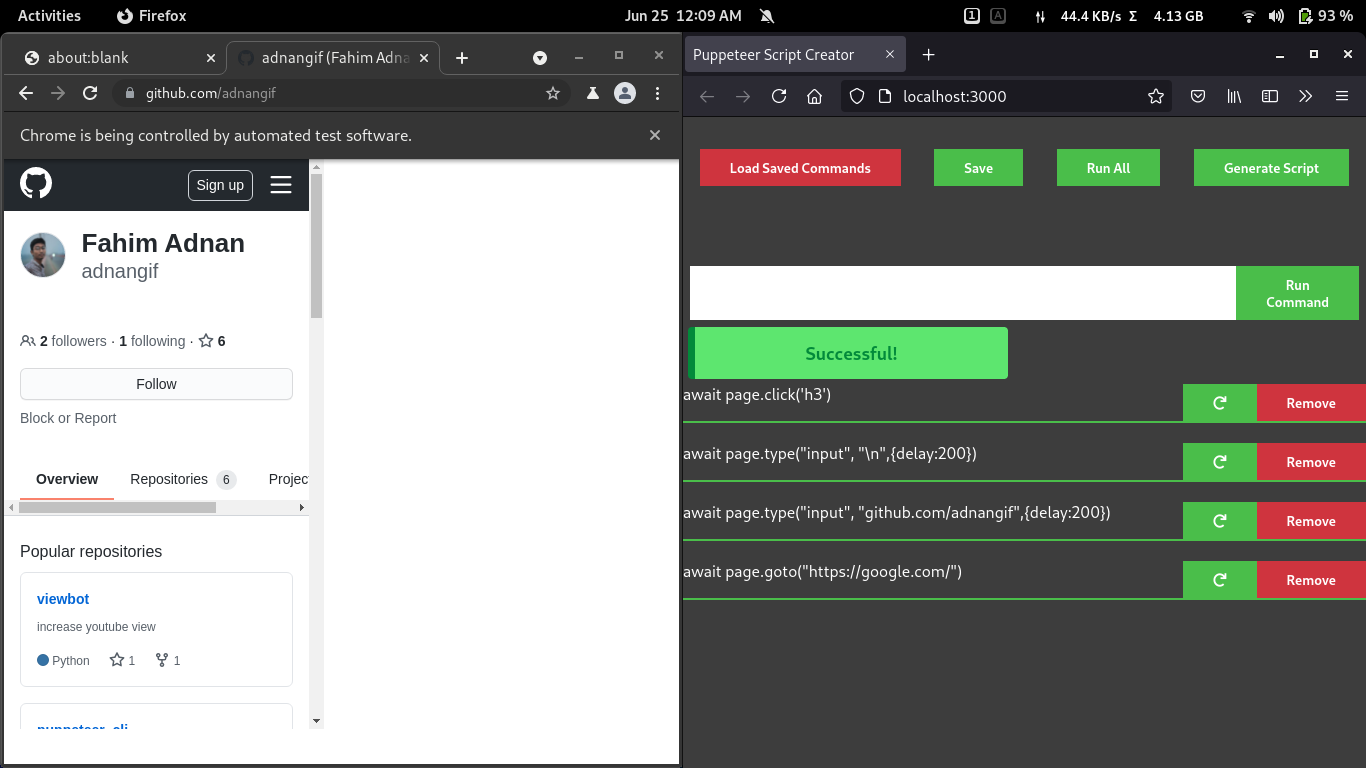 Activities
Firefox
Jun 25 12:09 AM
1
A
44.4 KB/s Σ 4.13 GB
93 %
about:blank
adnangif (Fahim Adna
github.com/adnangif
Chrome is being controlled by automated test software.
Sign up
Fahim Adnan
adnangif
2 followers · 1 following · 6
Follow
Block or Report
Overview
Repositories 6
Projec
Popular repositories
viewbot
increase youtube view
Python 1 1
puppeteer_cli
Puppeteer Script Creator
localhost:3000
Load Saved Commands
Save
Run All
Generate Script
Run
Command
Successful!
await page.click('h3')
Remove
await page.type("input", "\n",{delay:200})
Remove
await page.type("input", "github.com/adnangif",{delay:200})
Remove
await page.goto("https://google.com/")
Remove